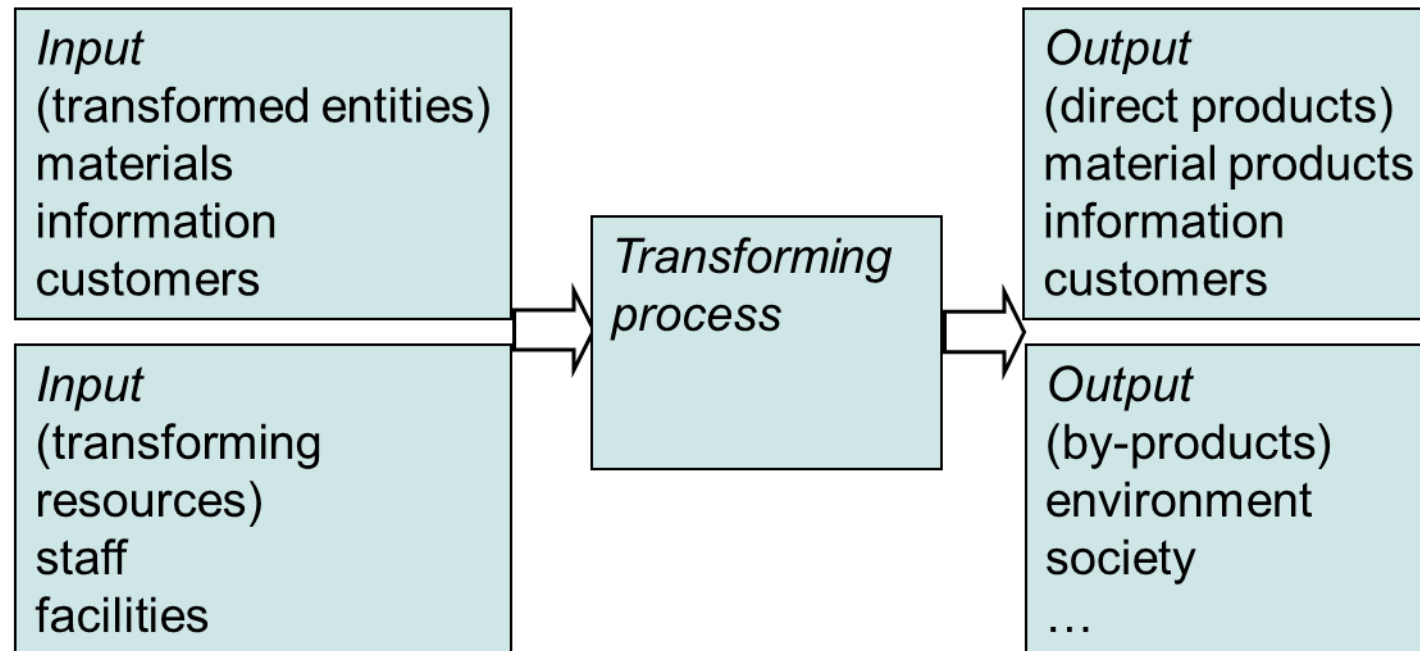 Input
(transformed entities)
materials
information
customers
Input
(transforming
resources)
staff
facilities
Transforming
process
Output
(direct products)
material products
information
customers
Output
(by-products)
environment
society
…